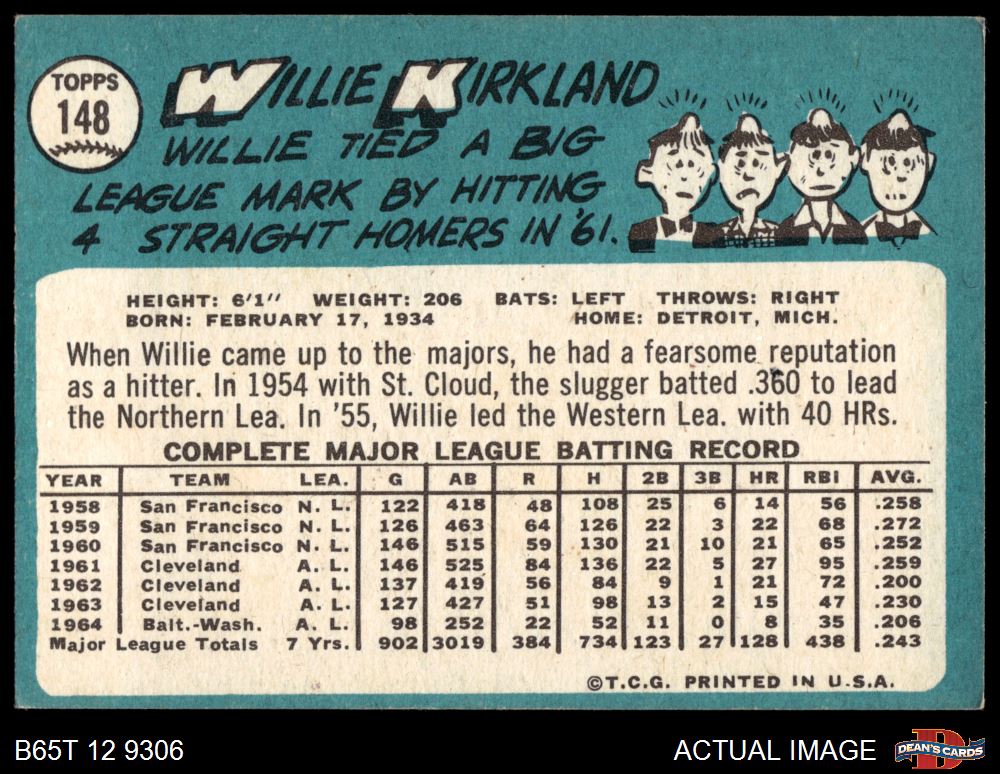 TOPPS
148
WILLIE KIRKLAND
WILLIE TIED A BIG
LEAGUE MARK BY HITTING
4 STRAIGHT HOMERS IN '61.
HEIGHT: 6'1" WEIGHT: 206 BATS: LEFT THROWS: RIGHT
BORN: FEBRUARY 17, 1934 HOME: DETROIT, MICH.
When Willie came up to the majors, he had a fearsome reputation
as a hitter. In 1954 with St. Cloud, the slugger batted .360 to lead
the Northern Lea. In '55, Willie led the Western Lea. with 40 HRs.
COMPLETE MAJOR LEAGUE BATTING RECORD
YEAR TEAM LEA. G AB R H 2B 3B HR RBI AVG.
1958 San Francisco N. L. 122 418 48 108 25 6 14 56 .258
1959 San Francisco N. L. 126 463 64 126 22 3 22 68 .272
1960 San Francisco N. L. 146 515 59 130 21 10 21 65 .252
1961 Cleveland A. L. 146 525 84 136 22 5 27 95 .259
1962 Cleveland A. L. 137 419 56 84 9 1 21 72 .200
1963 Cleveland A. L. 127 427 51 98 13 2 15 47 .230
1964 Balt.-Wash. A. L. 98 252 22 52 11 0 8 35 .206
Major League Totals 7 Yrs. 902 3019 384 734 123 27 128 438 .243
©T.C.G. PRINTED IN U.S.A.
B65T 12 9306 ACTUAL IMAGE DEAN'S CARDS